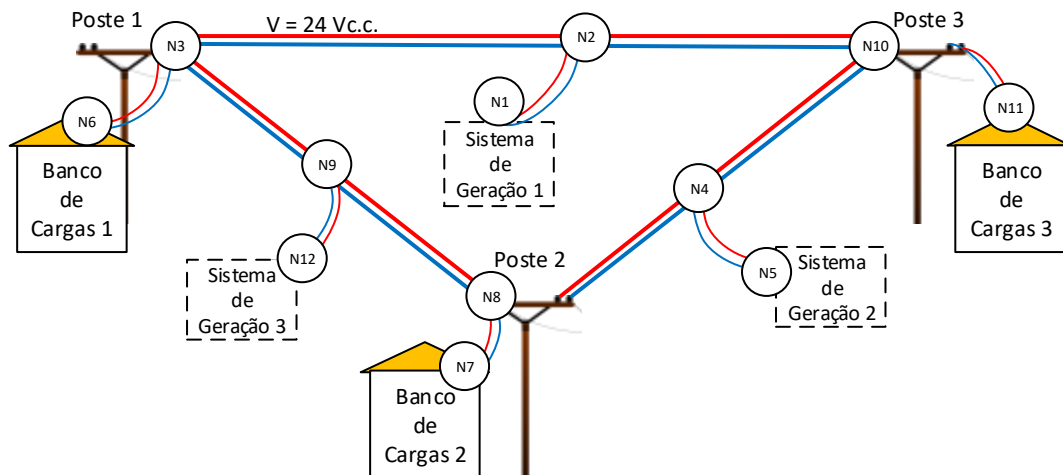 Poste 1
V = 24 Vc.c.
Poste 3
N3
N2
N10
N1
N6
N11
Sistema
de
Geração 1
Banco
de
Cargas 1
Banco
de
Cargas 3
N9
N4
N12
Poste 2
N5
Sistema
de
Geração 2
Sistema
de
Geração 3
N8
N7
Banco
de
Cargas 2